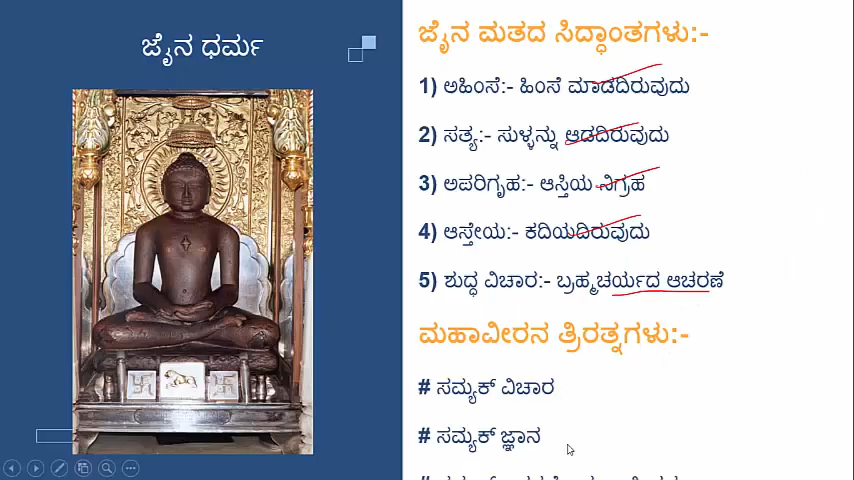 ಜೈನ ಧರ್ಮ
ಜೈನ ಮತದ ಸಿದ್ಧಾಂತಗಳು:-
1) ಅಹಿಂಸೆ:- ಹಿಂಸೆ ಮಾಡದಿರುವುದು
2) ಸತ್ಯ:- ಸುಳ್ಳನ್ನು ಆಡದಿರುವುದು
3) ಅಪರಿಗೃಹ:- ಆಸ್ತಿಯ ನಿಗ್ರಹ
4) ಆಸ್ತೇಯ:- ಕದಿಯದಿರುವುದು
5) ಶುದ್ಧ ವಿಚಾರ:- ಬ್ರಹ್ಮಚರ್ಯದ ಆಚರಣೆ
ಮಹಾವೀರನ ತ್ರಿರತ್ನಗಳು:-
# ಸಮ್ಯಕ್ ವಿಚಾರ
# ಸಮ್ಯಕ್ ಜ್ಞಾನ